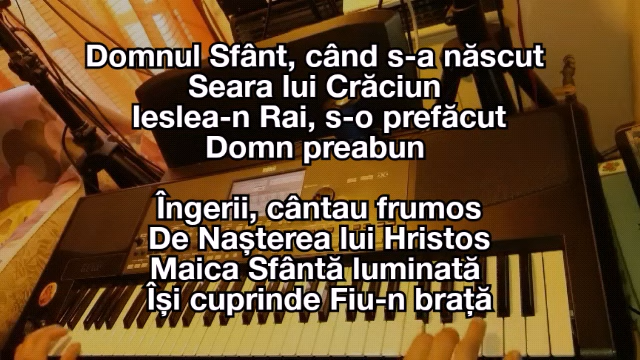 Domnul Sfânt, când s-a născut
Seara lui Crăciun
Ieslea-n Rai, s-o prefăcut
Domn preabun
Îngerii, cântau frumos
De Nașterea lui Hristos
Maica Sfântă luminată
Își cuprinde Fiu-n brață